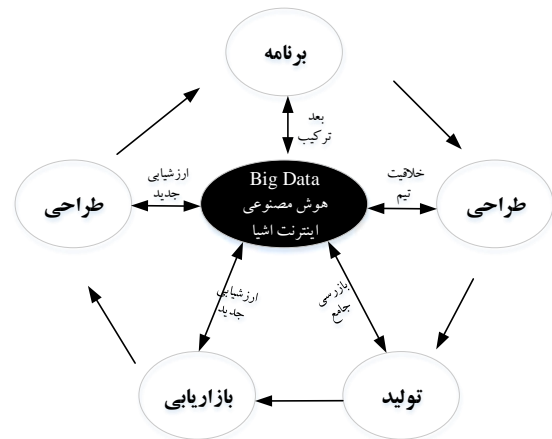 برنامه
بعد
ترکیب
ارزشیابی
جدید
Big Data
هوش مصنوعی
اینترنت اشیا
خلاقیت
تیم
طراحی
طراحی
ارزشیابی
جدید
بازرسی
جامع
بازاریابی
تولید